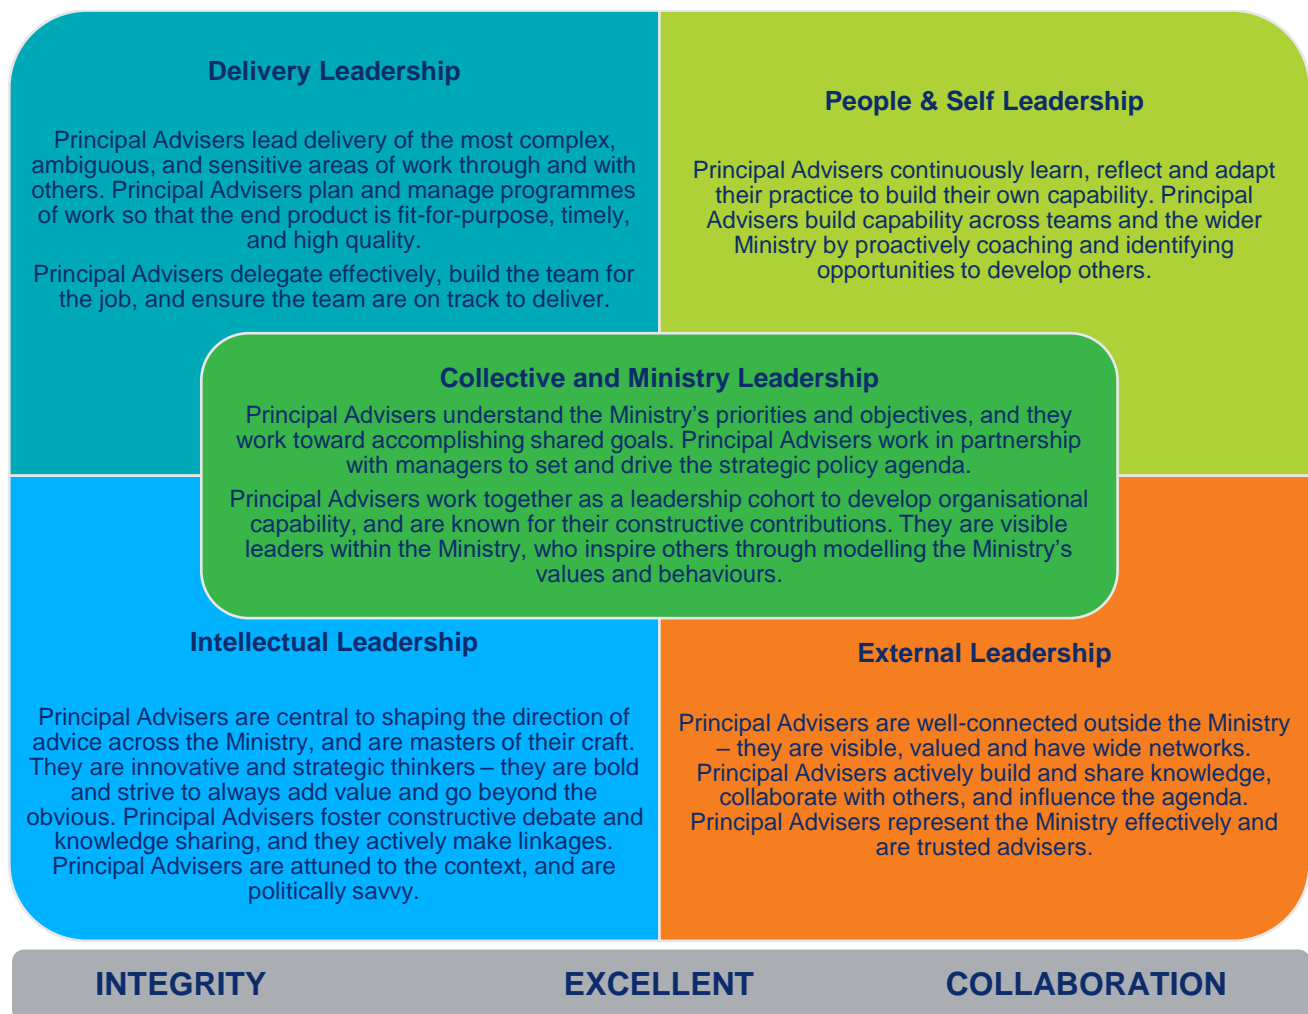 Delivery Leadership
Principal Advisers lead delivery of the most complex,
ambiguous, and sensitive areas of work through and with
others. Principal Advisers plan and manage programmes
of work so that the end product is fit-for-purpose, timely,
and high quality.
Principal Advisers delegate effectively, build the team for
the job, and ensure the team are on track to deliver.
People & Self Leadership
Principal Advisers continuously learn, reflect and adapt
their practice to build their own capability. Principal
Advisers build capability across teams and the wider
Ministry by proactively coaching and identifying
opportunities to develop others.
Collective and Ministry Leadership
Principal Advisers understand the Ministry’s priorities and objectives, and they
work toward accomplishing shared goals. Principal Advisers work in partnership
with managers to set and drive the strategic policy agenda.
Principal Advisers work together as a leadership cohort to develop organisational
capability, and are known for their constructive contributions. They are visible
leaders within the Ministry, who inspire others through modelling the Ministry’s
values and behaviours.
Intellectual Leadership
Principal Advisers are central to shaping the direction of
advice across the Ministry, and are masters of their craft.
They are innovative and strategic thinkers – they are bold
and strive to always add value and go beyond the
obvious. Principal Advisers foster constructive debate and
knowledge sharing, and they actively make linkages.
Principal Advisers are attuned to the context, and are
politically savvy.
External Leadership
Principal Advisers are well-connected outside the Ministry
– they are visible, valued and have wide networks.
Principal Advisers actively build and share knowledge,
collaborate with others, and influence the agenda.
Principal Advisers represent the Ministry effectively and
are trusted advisers.
INTEGRITY EXCELLENT COLLABORATION